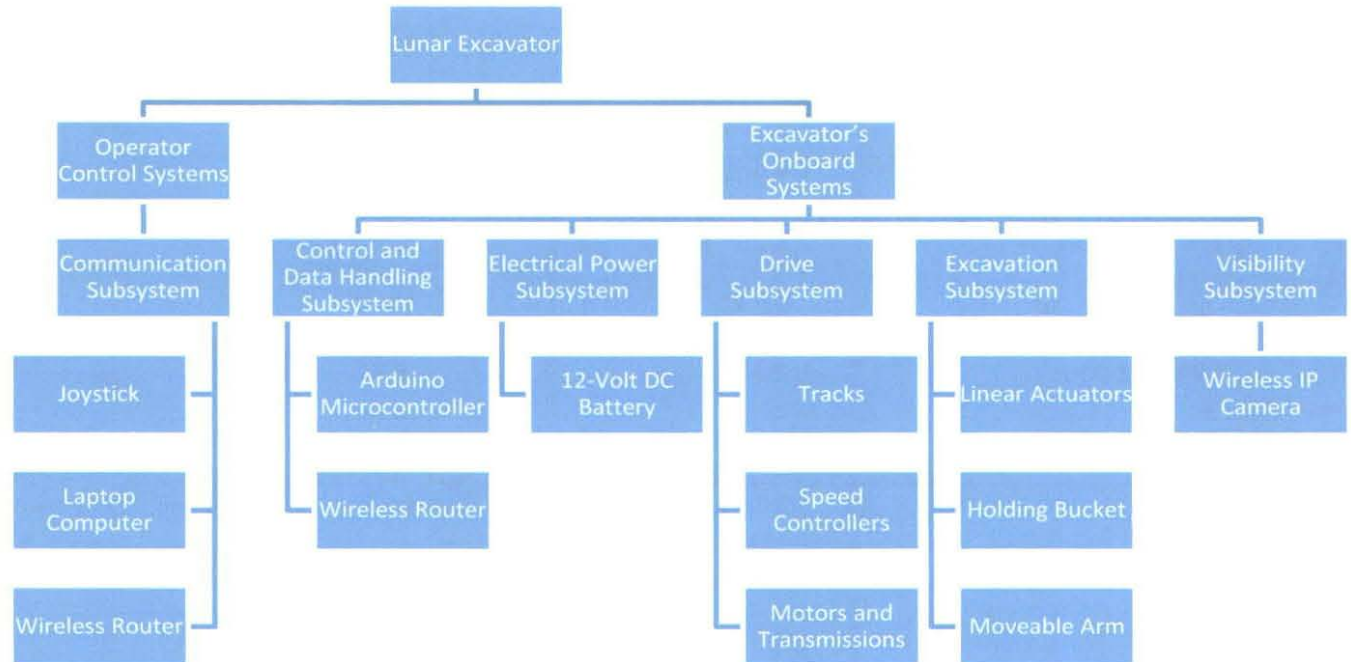 Lunar Excavator
Operator
Control Systems
Excavator's
Onboard
Systems
Communication
Subsystem
Control and
Data Handling
Subsystem
Electrical Power
Subsystem
Drive
Subsystem
Excavation
Subsystem
Visibility
Subsystem
Joystick
Arduino
Microcontroller
12-Volt DC
Battery
Tracks
Linear Actuators
Wireless IP
Camera
Laptop
Computer
Wireless Router
Speed
Controllers
Holding Bucket
Wireless Router
Motors and
Transmissions
Moveable Arm